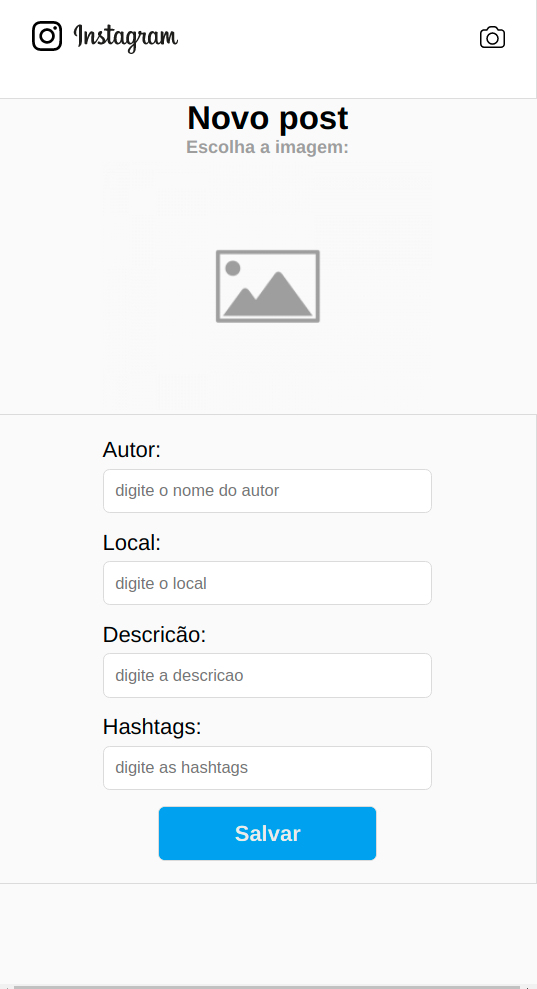 Instagram
Novo post
Escolha a imagem:
Autor:
digite o nome do autor
Local:
digite o local
Descricão:
digite a descricao
Hashtags:
digite as hashtags
Salvar